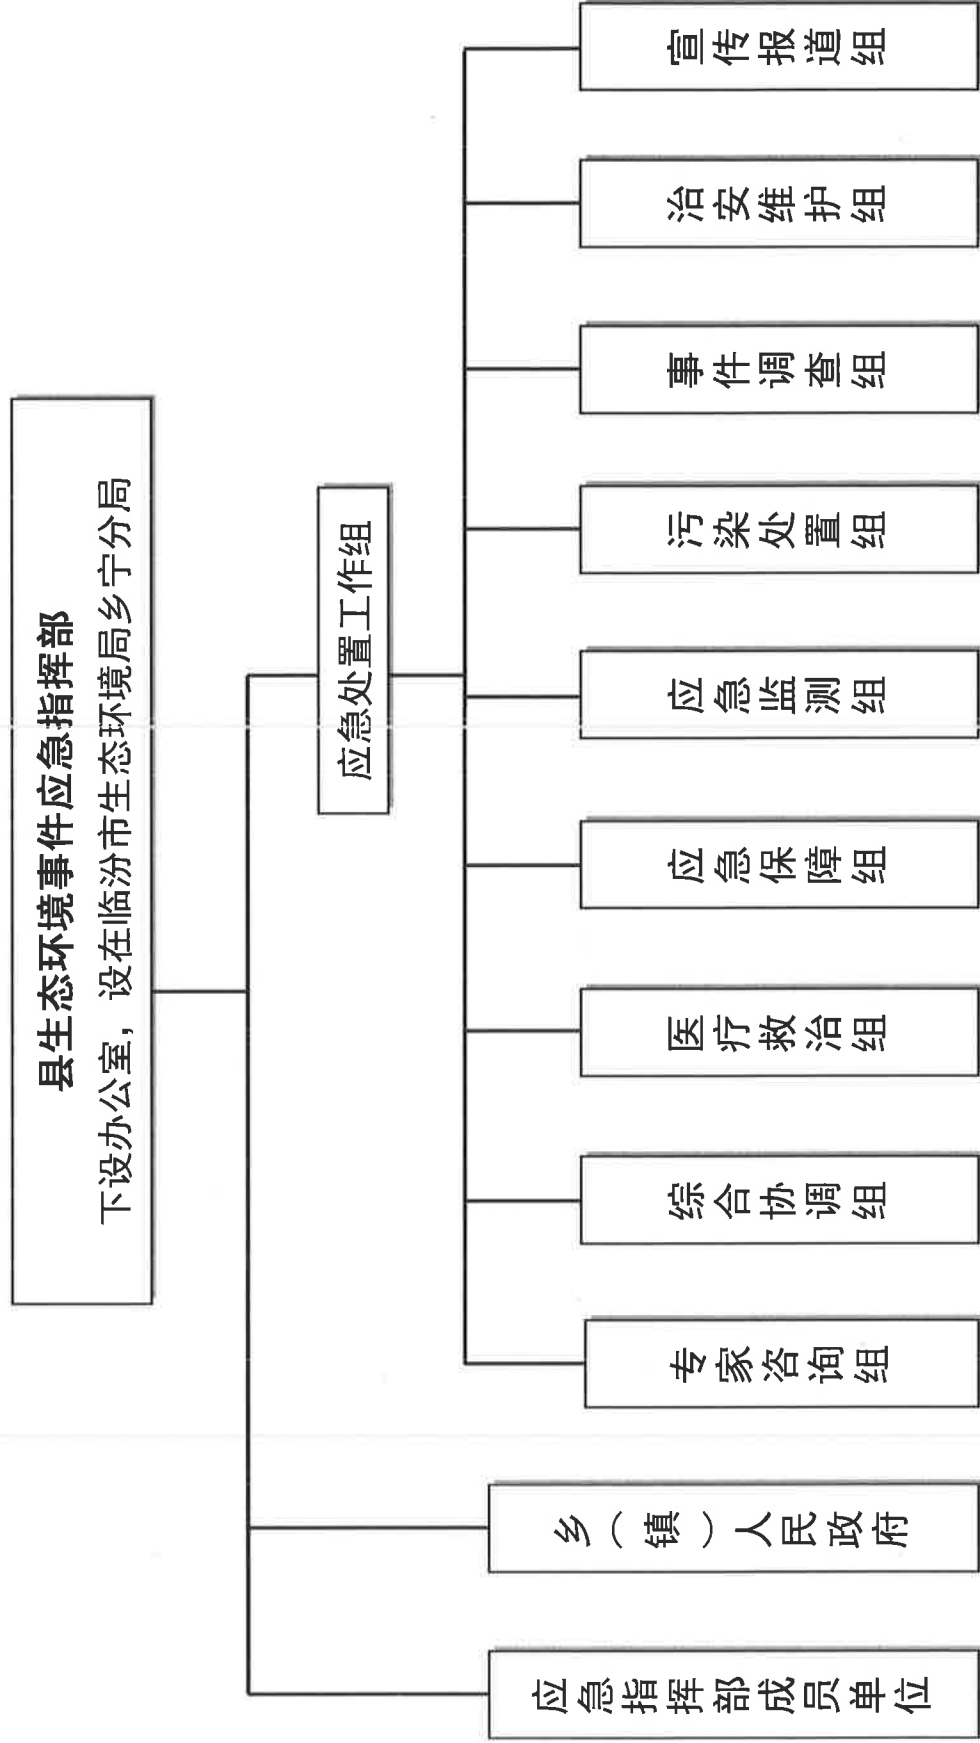 县生态环境事件应急指挥部
下设办公室，设在临汾市生态环境局乡宁分局
应急处置工作组
应急指挥部成员单位
乡（镇）人民政府
专家咨询组
综合协调组
医疗救治组
应急保障组
应急监测组
污染处置组
事件调查组
治安维护组
宣传报道组